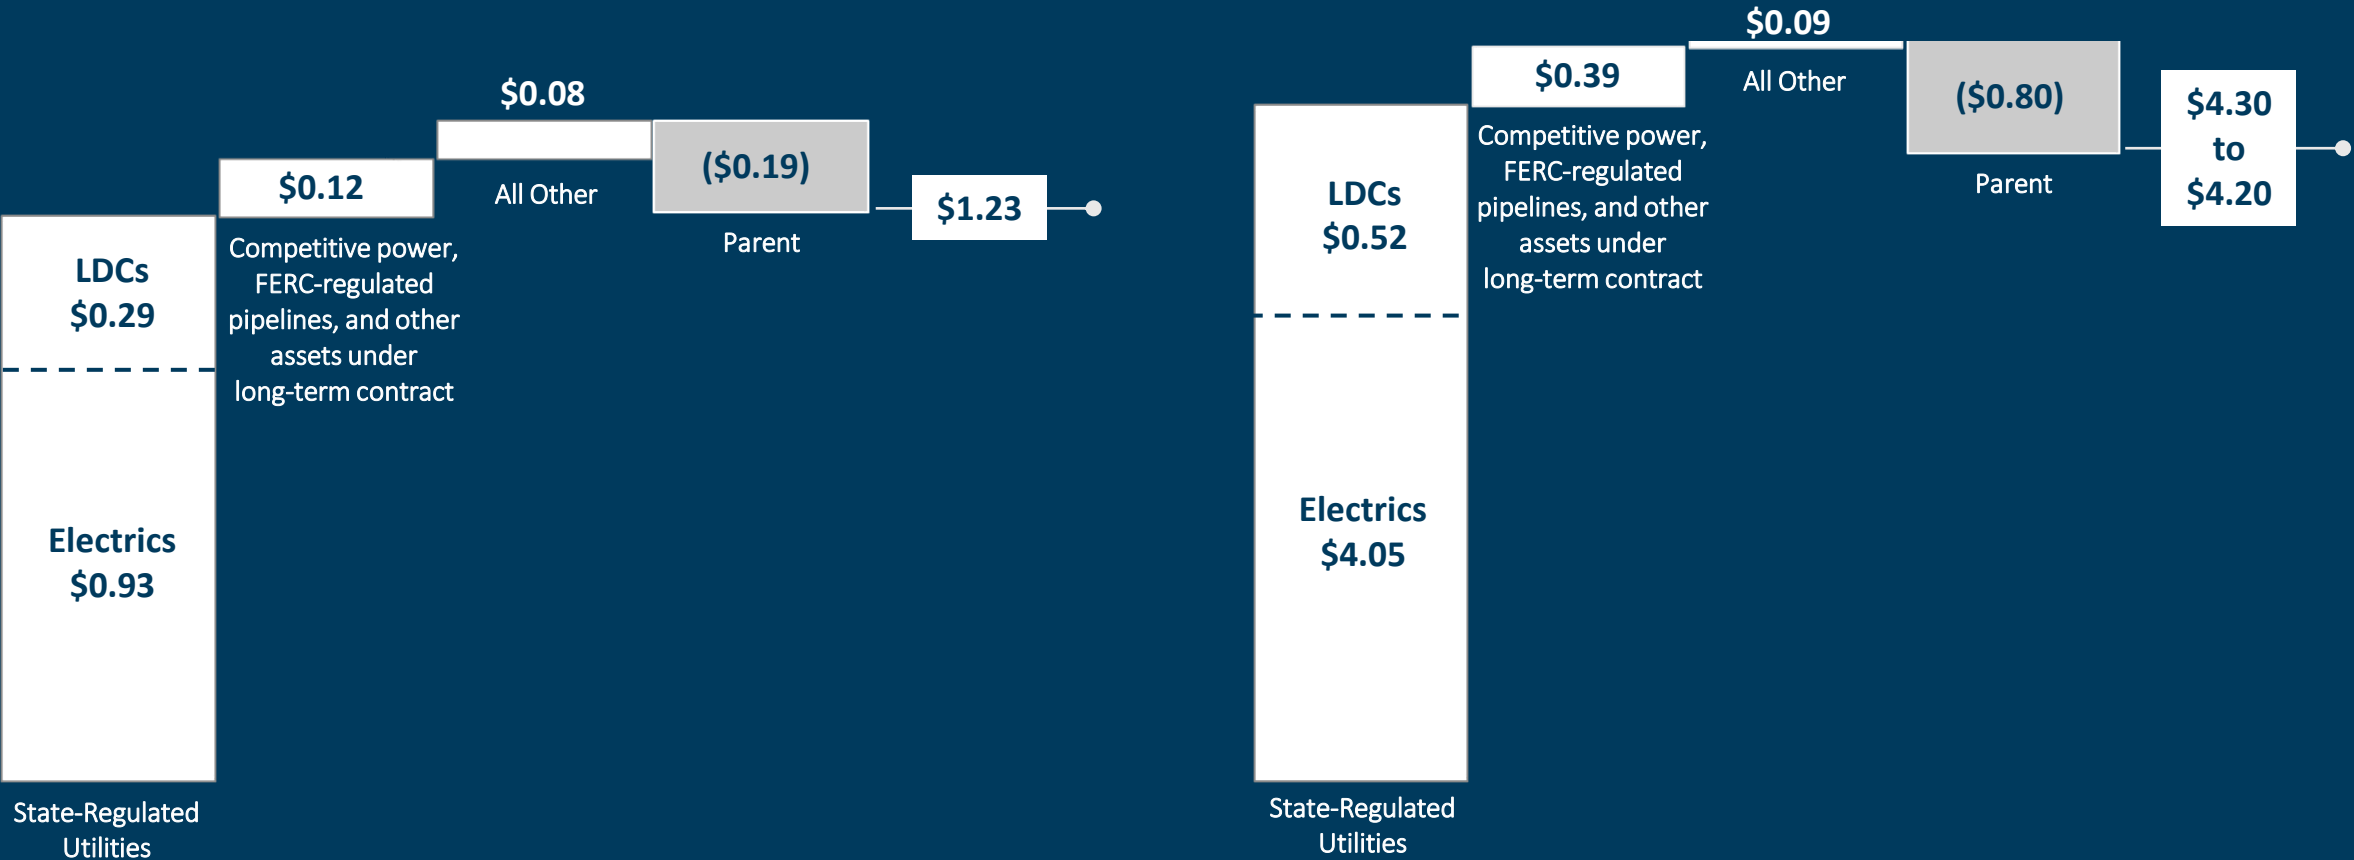 $0.08
$0.12
All Other
($0.19)
Parent
$1.23
Competitive power,
FERC-regulated
pipelines, and other
assets under
long-term contract
LDCs
$0.29
Electrics
$0.93
State-Regulated
Utilities
$0.09
$0.39
All Other
($0.80)
Parent
$4.30
to
$4.20
Competitive power,
FERC-regulated
pipelines, and other
assets under
long-term contract
LDCs
$0.52
Electrics
$4.05
State-Regulated
Utilities